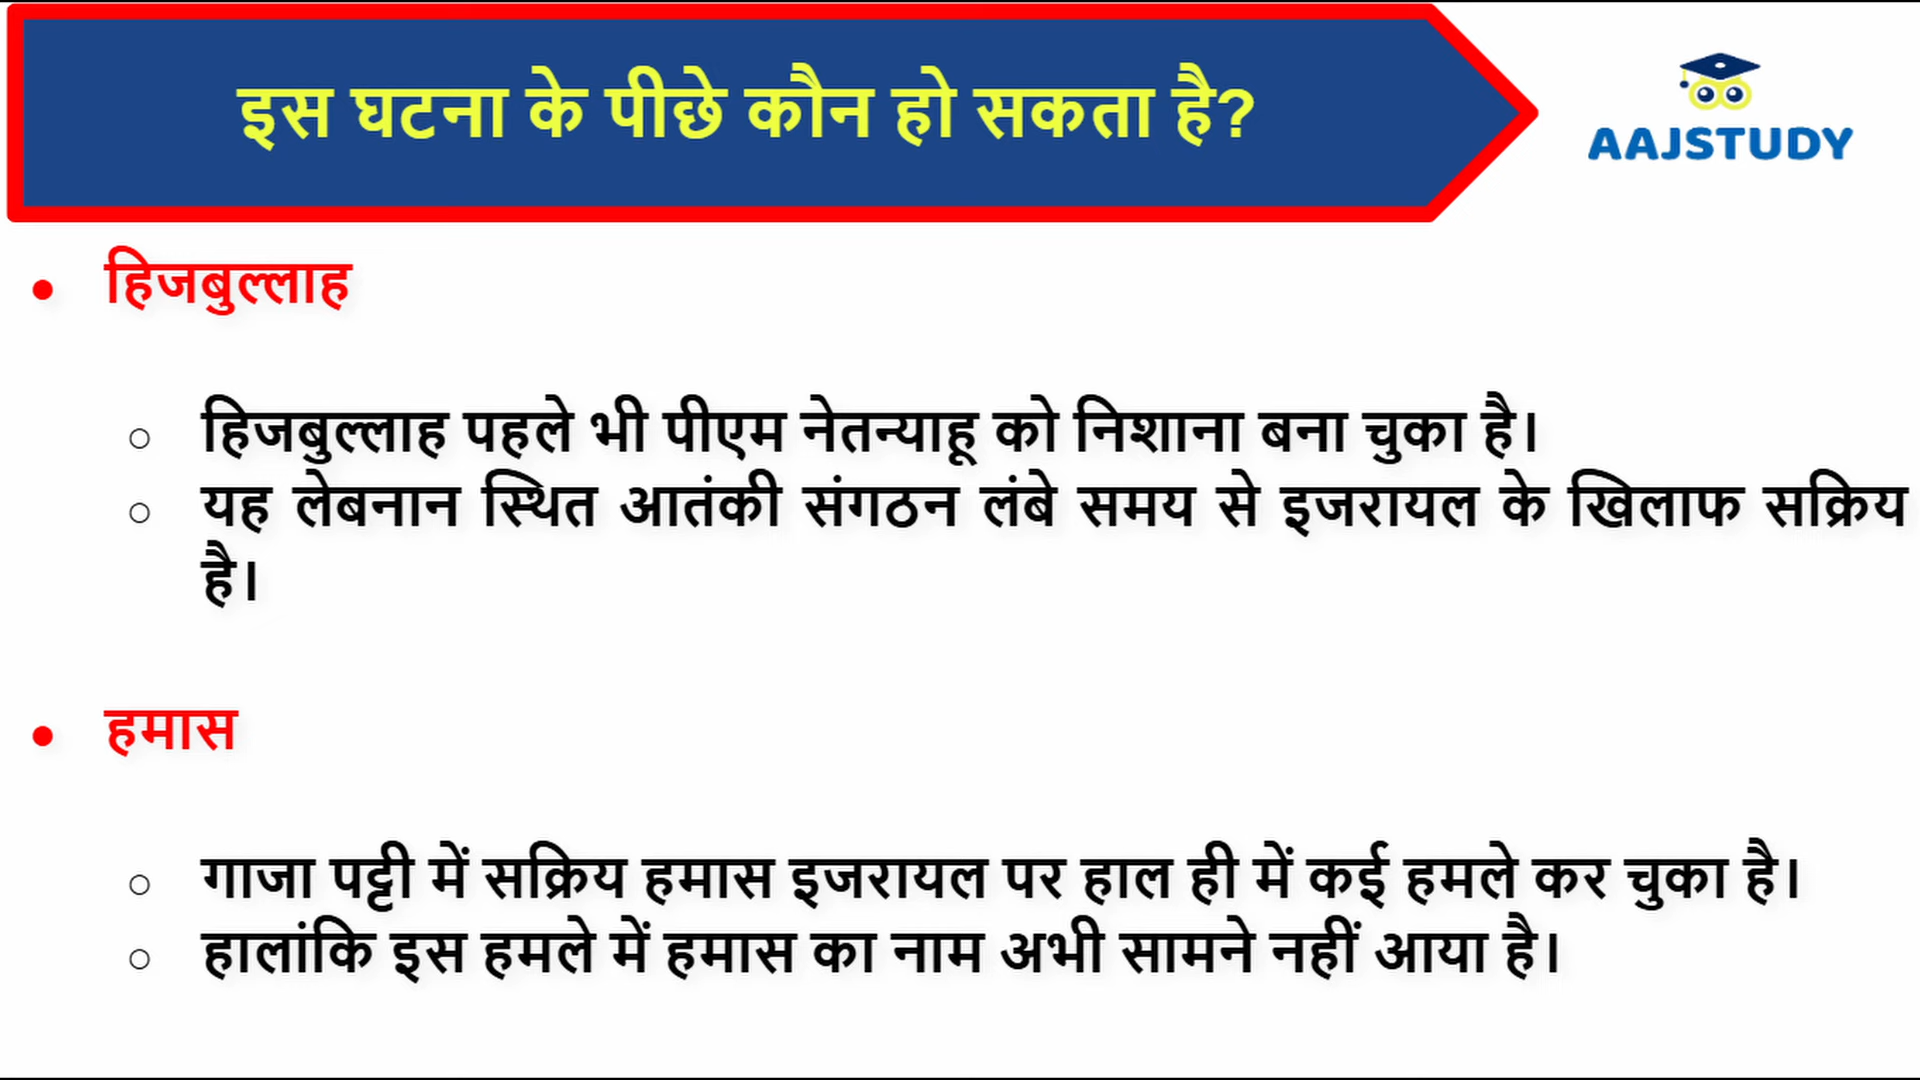 इस घटना के पीछे कौन हो सकता है?
AAJSTUDY
• हिजबुल्लाह
○ हिजबुल्लाह पहले भी पीएम नेतन्याहू को निशाना बना चुका है।
○ यह लेबनान स्थित आतंकी संगठन लंबे समय से इजरायल के खिलाफ सक्रिय
है।
• हमास
○ गाजा पट्टी में सक्रिय हमास इजरायल पर हाल ही में कई हमले कर चुका है।
○ हालांकि इस हमले में हमास का नाम अभी सामने नहीं आया है।